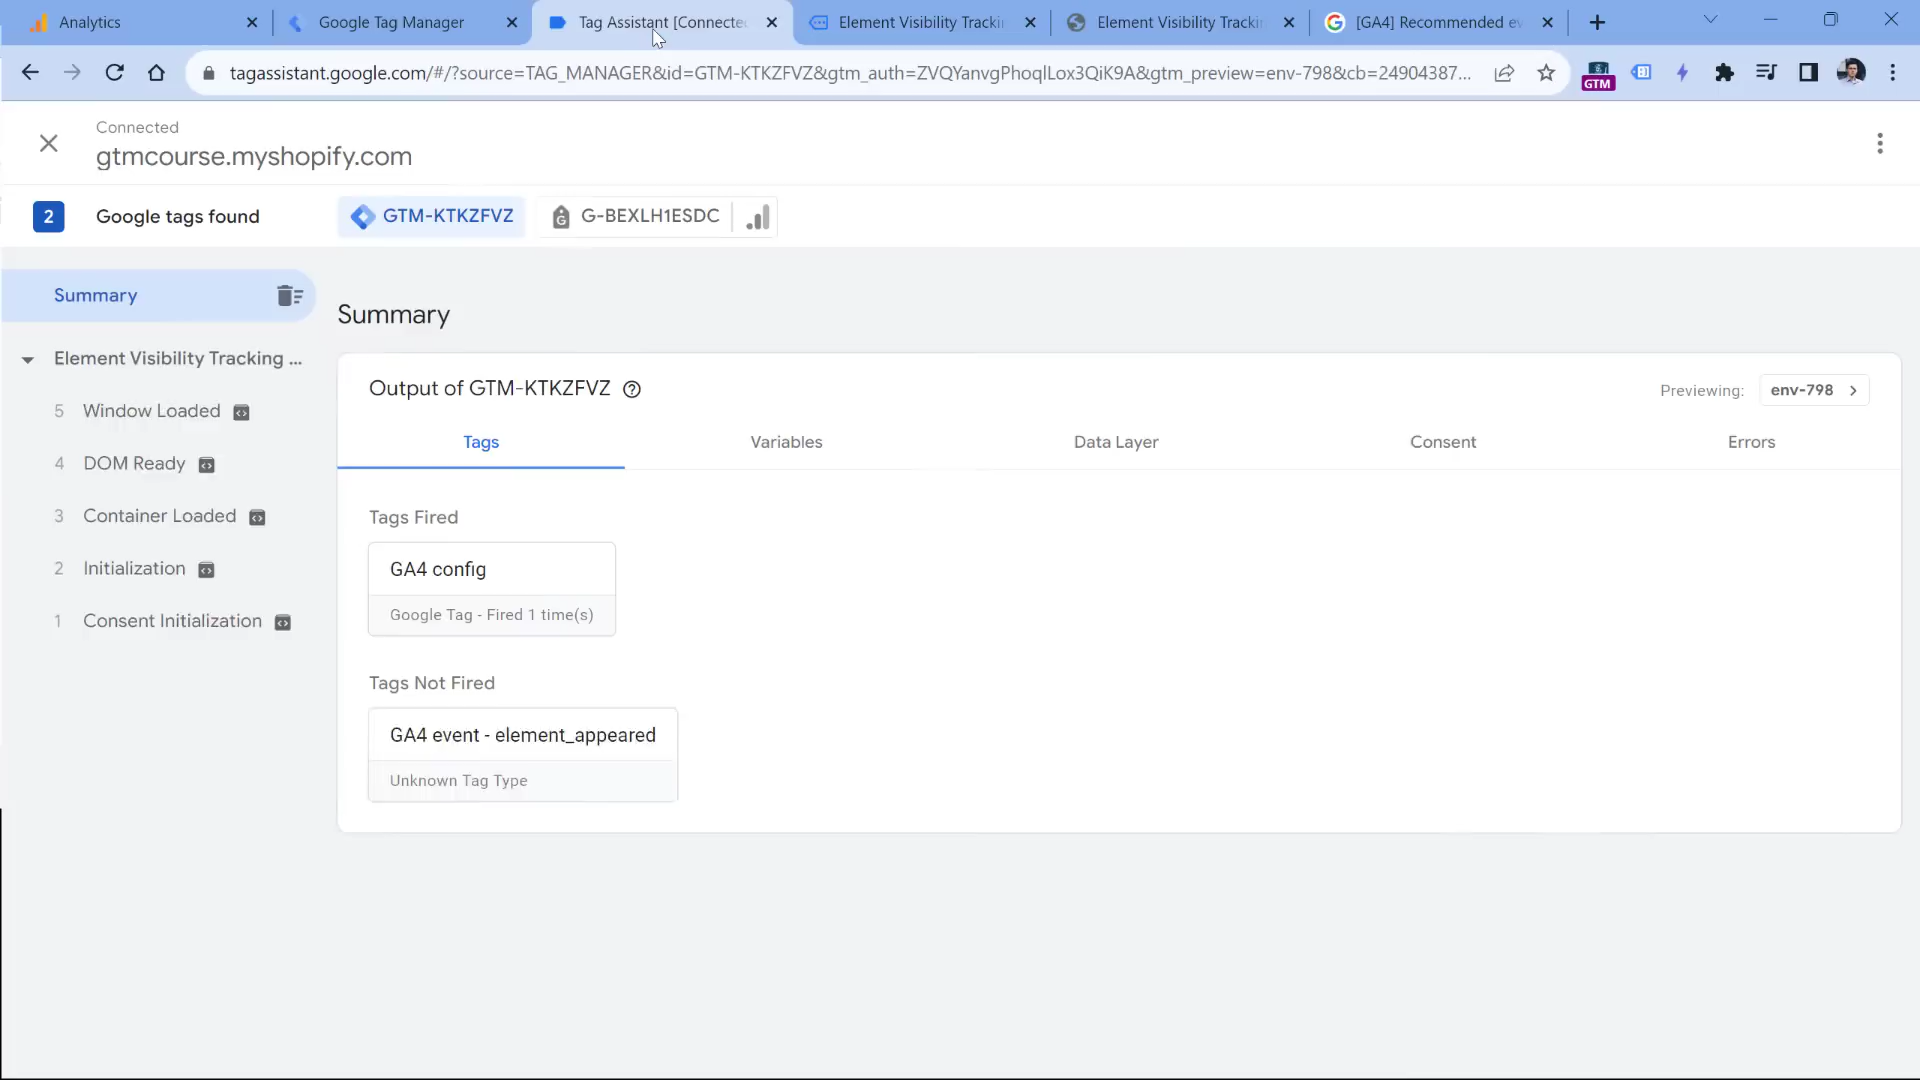 Analytics
Google Tag Manager
Tag Assistant [Connected
Element Visibility Trackin
Element Visibility Trackin
[GA4] Recommended ev
tagassistant.google.com/#/?source=TAG_MANAGER&id=GTM-KTKZFVZ&gtm_auth=ZVQYanvgPhoqlLox3QiK9A&gtm_preview=env-798&cb=24904387...
GTM
Connected
gtmcourse.myshopify.com
2 Google tags found
GTM-KTKZFVZ
G-BEXLH1ESDC
Summary
Element Visibility Tracking ...
5 Window Loaded
4 DOM Ready
3 Container Loaded
2 Initialization
1 Consent Initialization
Summary
Output of GTM-KTKZFVZ
Previewing: env-798
Tags Variables Data Layer Consent Errors
Tags Fired
GA4 config
Google Tag - Fired 1 time(s)
Tags Not Fired
GA4 event - element_appeared
Unknown Tag Type